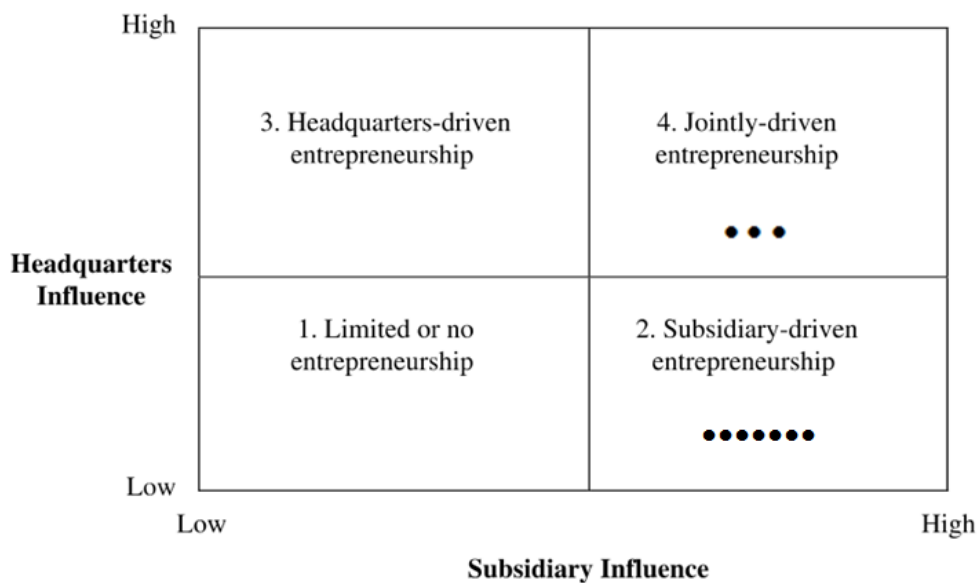 High
3. Headquarters-driven
entrepreneurship
4. Jointly-driven
entrepreneurship
Headquarters
Influence
1. Limited or no
entrepreneurship
2. Subsidiary-driven
entrepreneurship
Low
Low
High
Subsidiary Influence